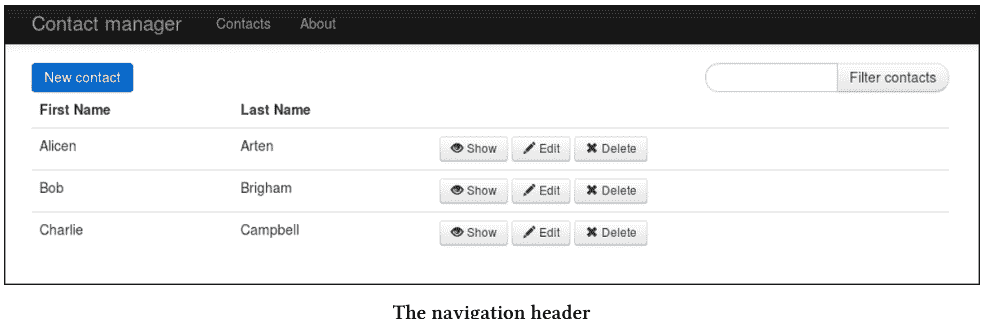 Contact manager Contacts About
New contact Filter contacts
First Name Last Name
Alicen Arten Show Edit Delete
Bob Brigham Show Edit Delete
Charlie Campbell Show Edit Delete
The navigation header